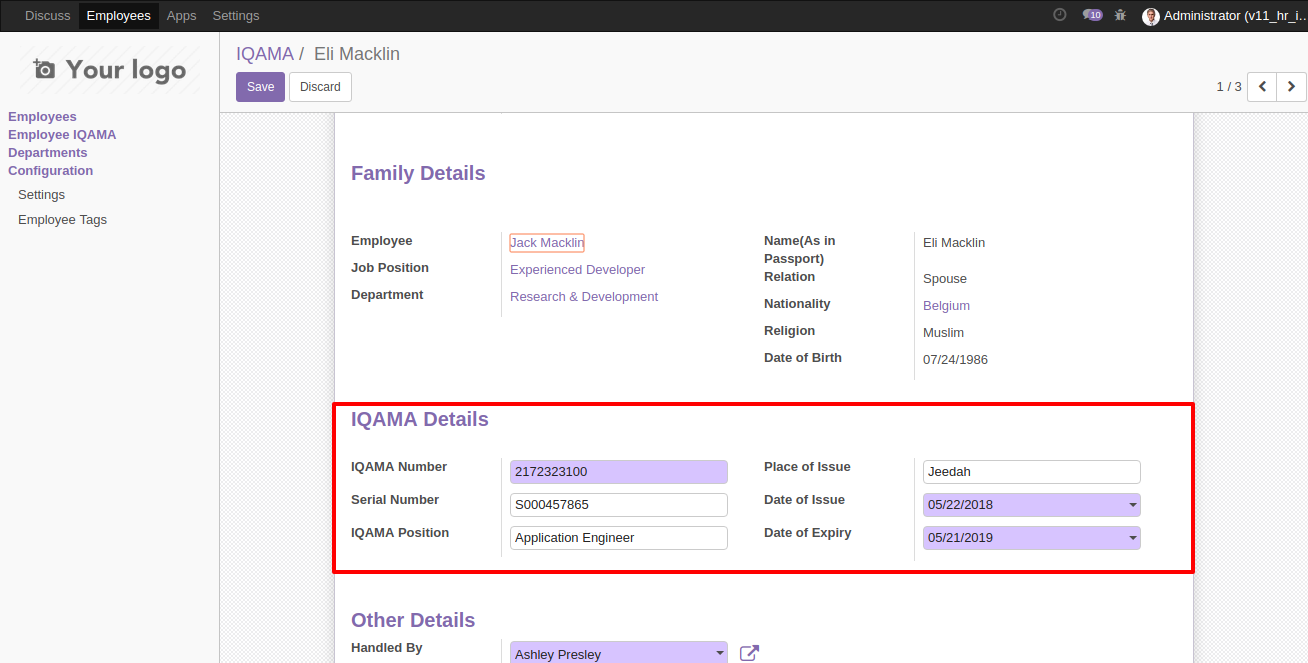 Discuss Employees Apps Settings
10 Administrator (v11_hr_i...
Your logo
IQAMA / Eli Macklin
Save Discard
1 / 3
Employees
Employee IQAMA
Departments
Configuration
Settings
Employee Tags
Family Details
Employee Jack Macklin
Job Position Experienced Developer
Department Research & Development
Name(As in
Passport) Eli Macklin
Relation Spouse
Nationality Belgium
Religion Muslim
Date of Birth 07/24/1986
IQAMA Details
IQAMA Number 2172323100
Serial Number S000457865
IQAMA Position Application Engineer
Place of Issue Jeedah
Date of Issue 05/22/2018
Date of Expiry 05/21/2019
Other Details
Handled By Ashley Presley